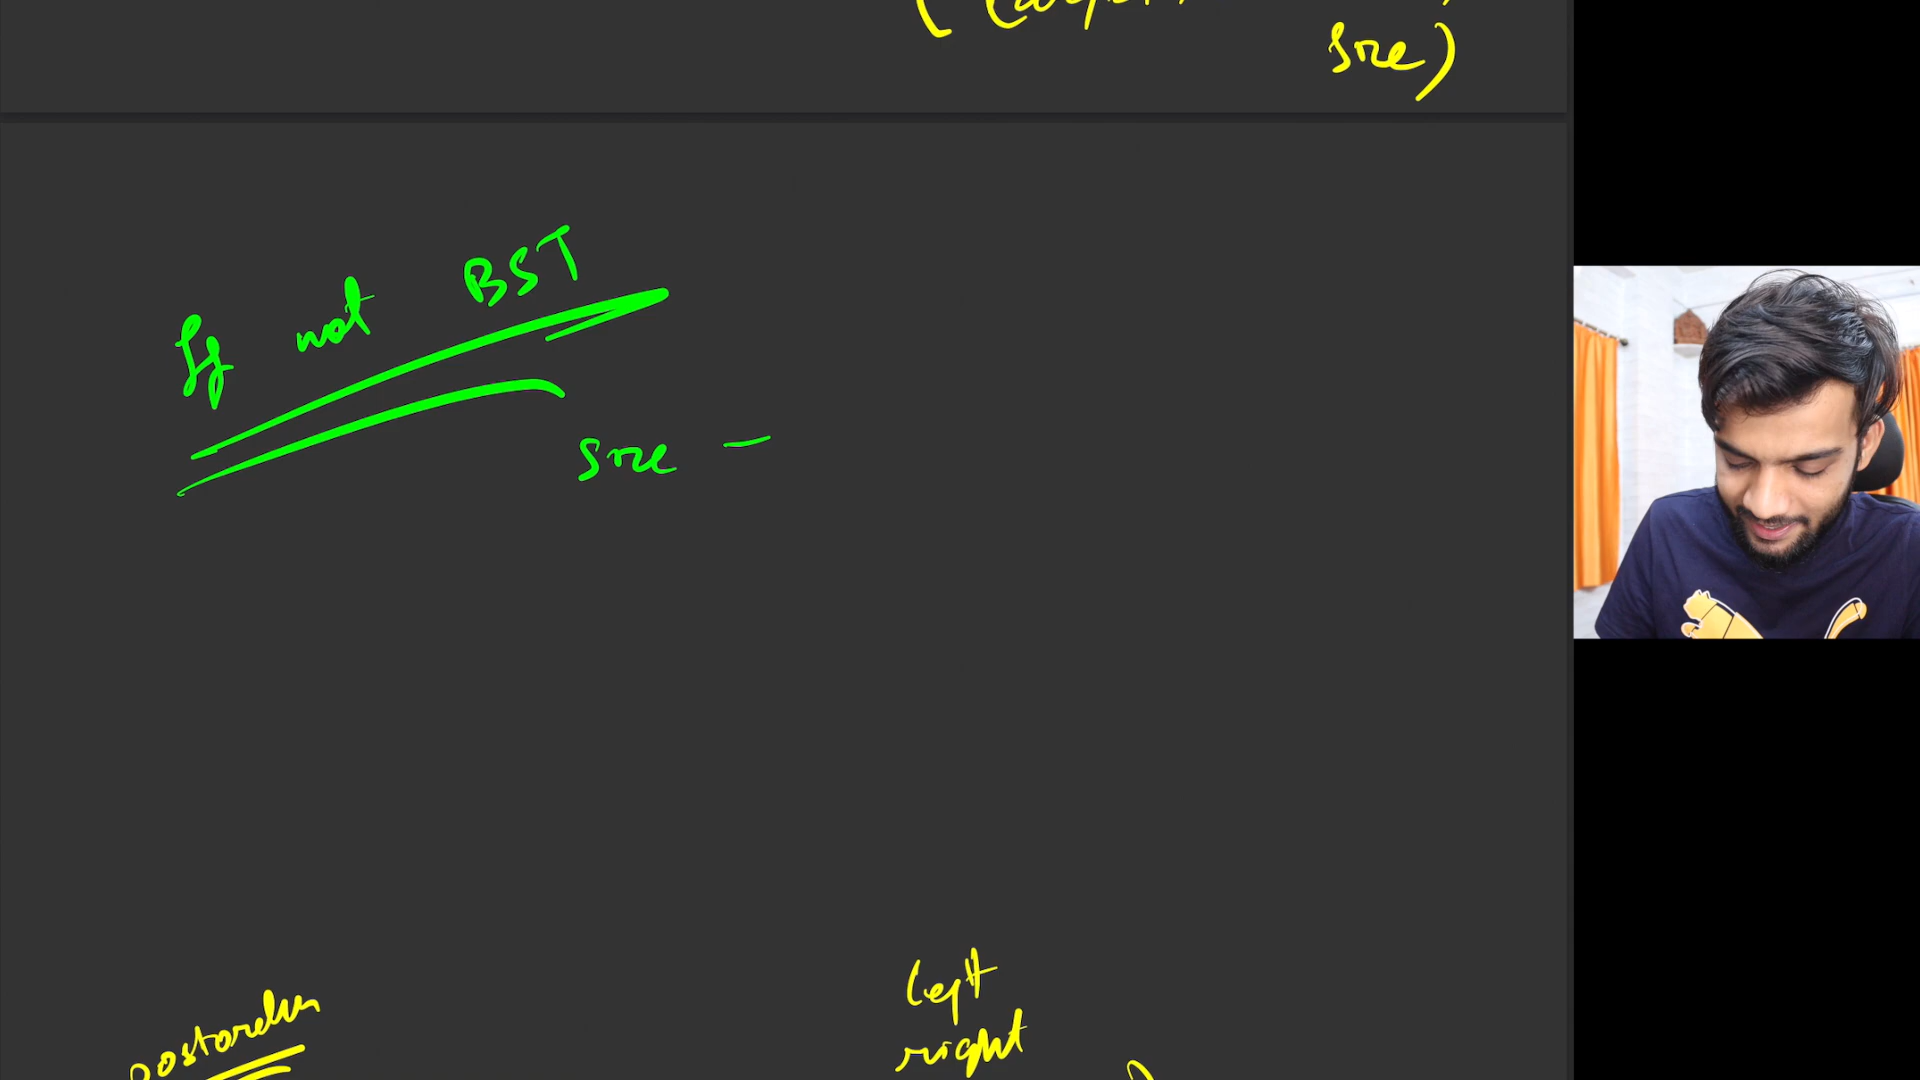 size)
If not BST
size -
left
postorder
right